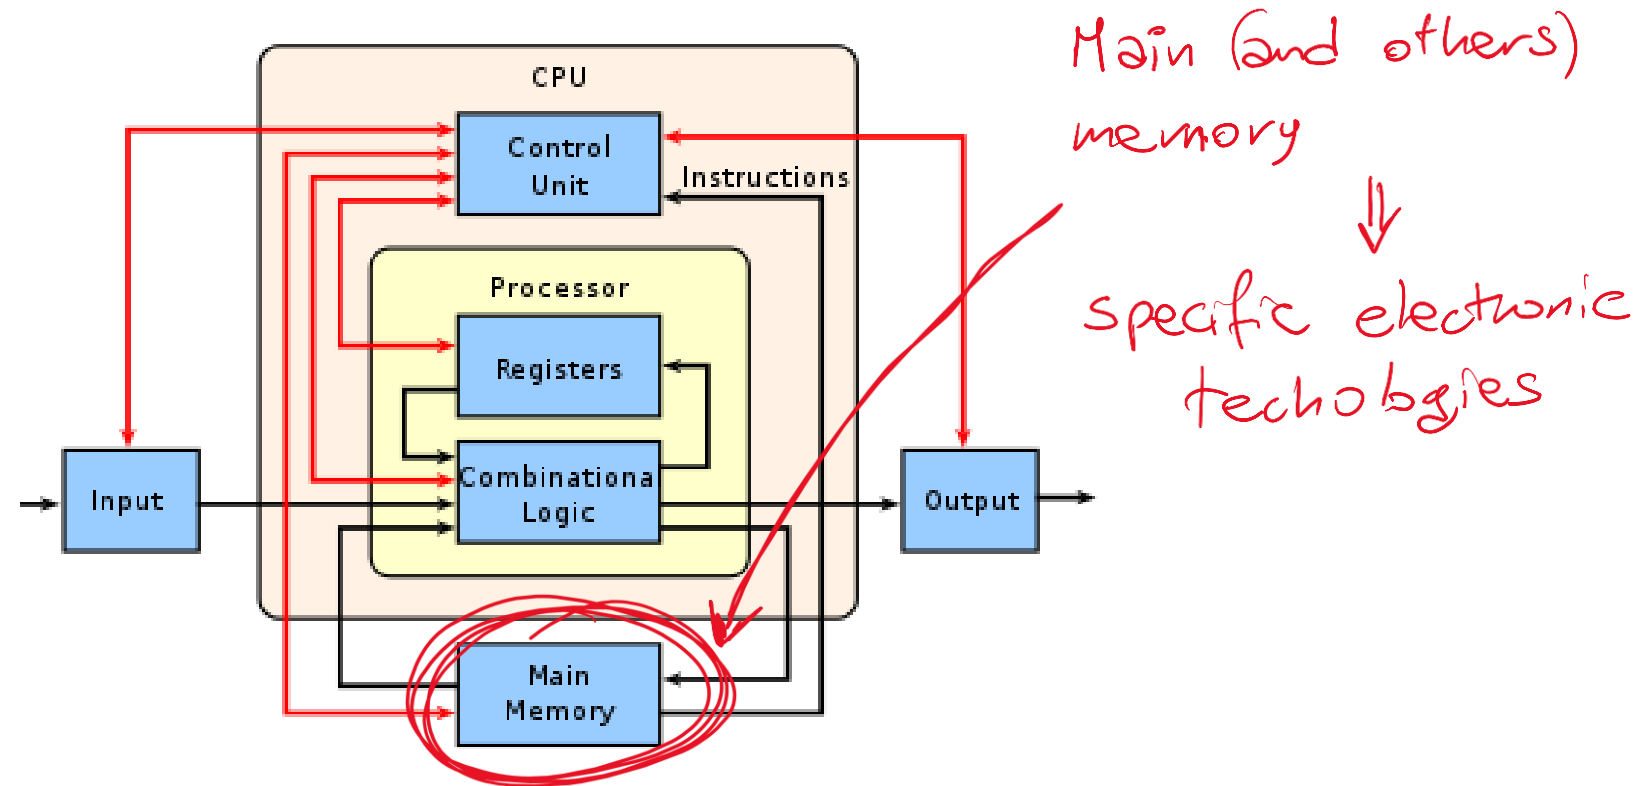 CPU
Control
Unit
Instructions
Processor
Registers
Combinationa
Logic
Input
Output
Main
Memory
Main (and others)
memory
⇓
specific electronic
techologies